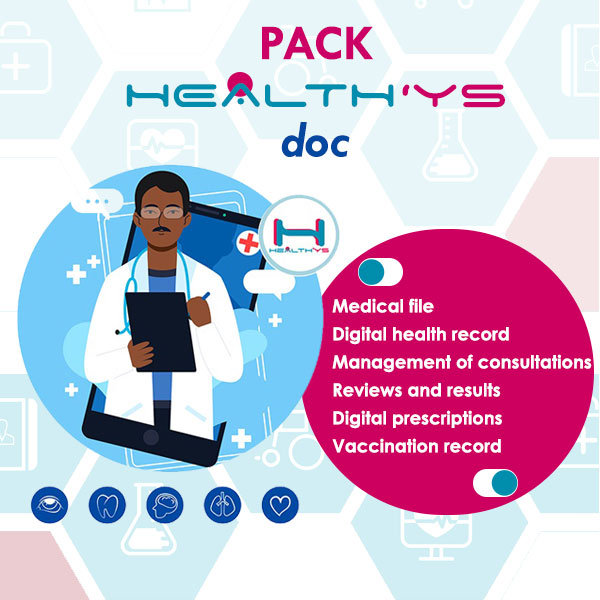 PACK
HEALTH'YS
doc
HEALTH'YS
Medical file
Digital health record
Management of consultations
Reviews and results
Digital prescriptions
Vaccination record